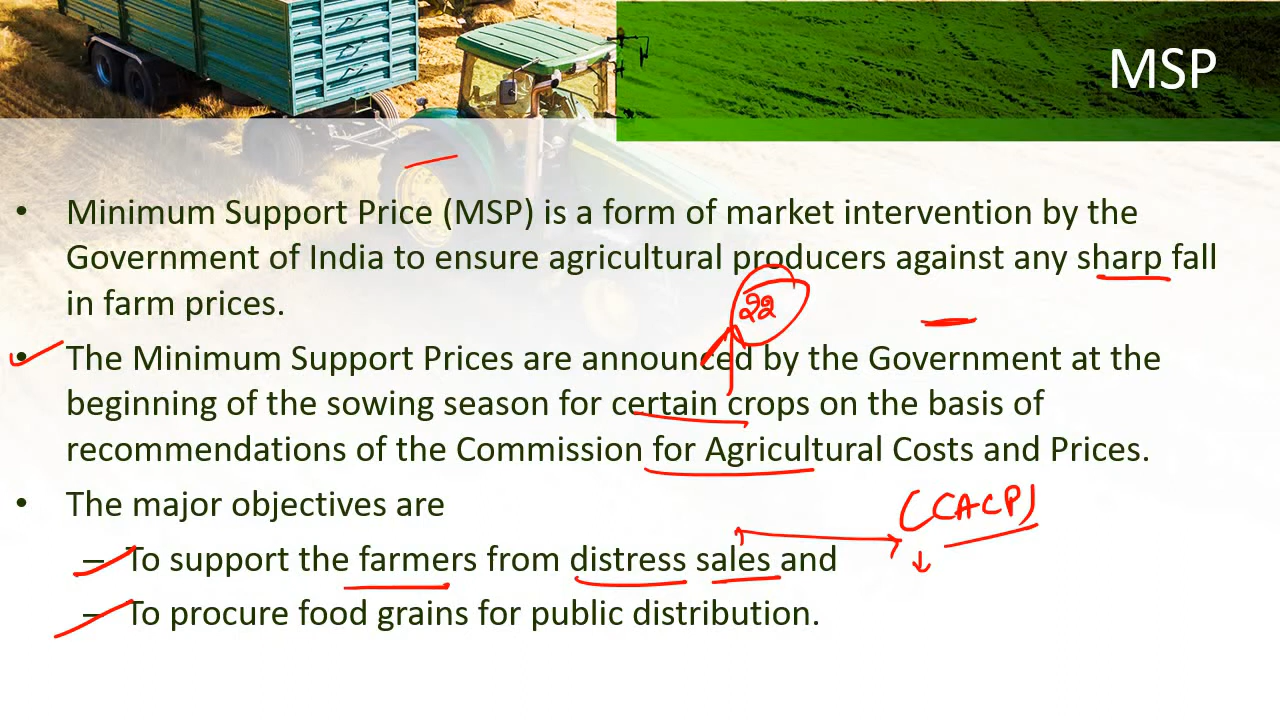 MSP
• Minimum Support Price (MSP) is a form of market intervention by the
Government of India to ensure agricultural producers against any sharp fall
in farm prices.
22
• The Minimum Support Prices are announced by the Government at the
beginning of the sowing season for certain crops on the basis of
recommendations of the Commission for Agricultural Costs and Prices.
• The major objectives are
(CACP)
– To support the farmers from distress sales and
– To procure food grains for public distribution.